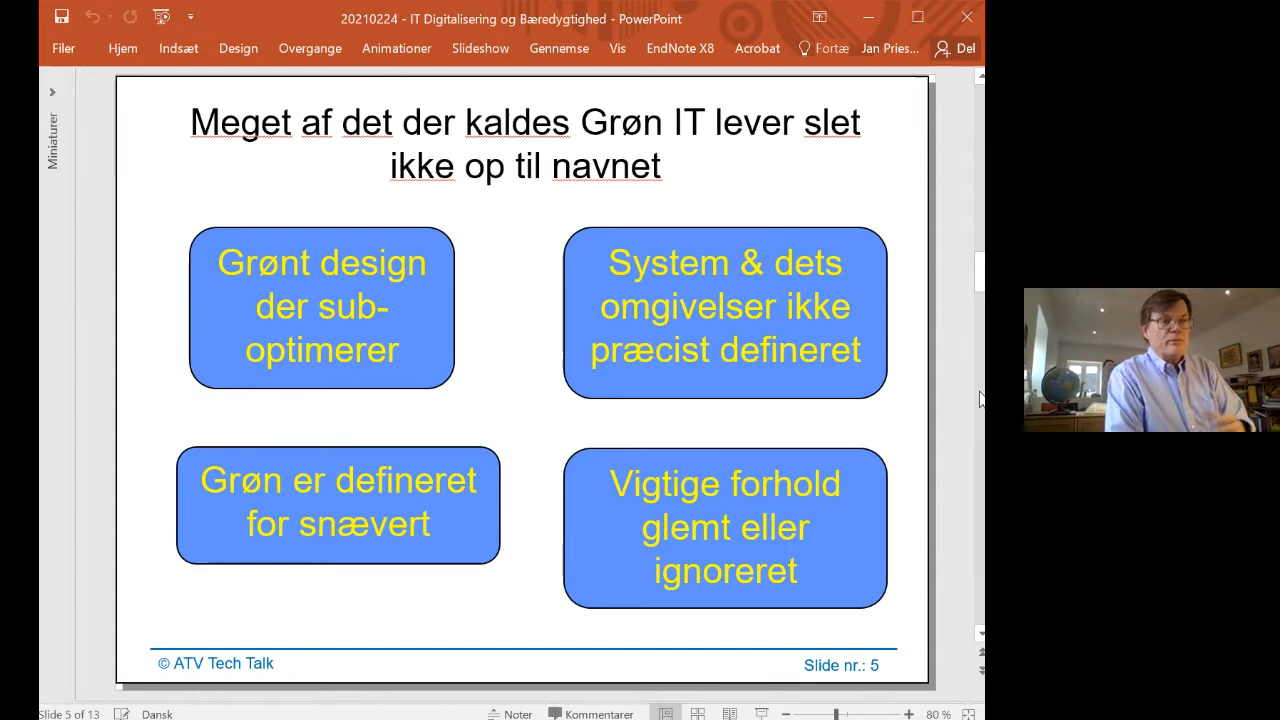 20210224 - IT Digitalisering og Bæredygtighed - PowerPoint
Filer Hjem Indsæt Design Overgange Animationer Slideshow Gennemse Vis EndNote X8 Acrobat Fortæ Jan Pries... Del
Miniaturer
Meget af det der kaldes Grøn IT lever slet
ikke op til navnet
Grønt design
der sub-
optimerer
System & dets
omgivelser ikke
præcist defineret
Grøn er defineret
for snævert
Vigtige forhold
glemt eller
ignoreret
© ATV Tech Talk
Slide nr.: 5
Slide 5 of 13 Dansk Noter Kommentarer 80 %